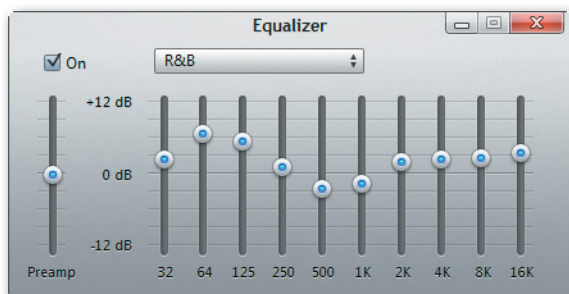 Equalizer
On
R&B
+12 dB
0 dB
-12 dB
Preamp 32 64 125 250 500 1K 2K 4K 8K 16K